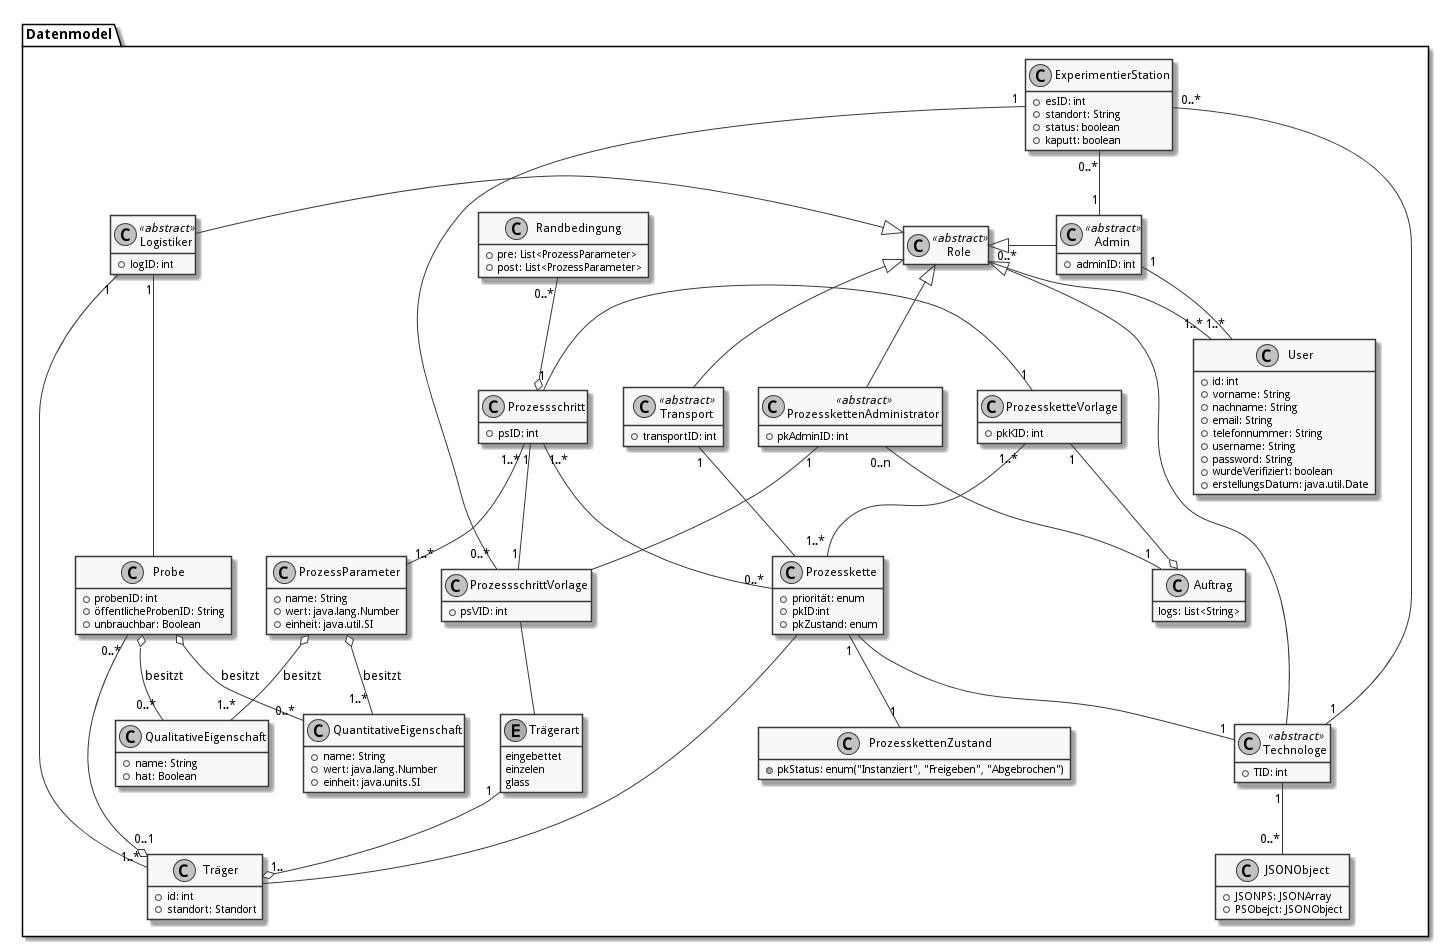 Datenmodel
C ExperimentierStation
esID: int
standort: String
status: boolean
kaputt: boolean
1
0..*
0..*
1
C «abstract»
Logistiker
logID: int
1
1
C Randbedingung
pre: List<ProzessParameter>
post: List<ProzessParameter>
0..*
C «abstract»
Role
0..*
C «abstract»
Admin
adminID: int
1
1..*
1..*
C User
id: int
vorname: String
nachname: String
email: String
telefonnummer: String
username: String
password: String
wurdeVerifiziert: boolean
erstellungsDatum: java.util.Date
1
C Prozessschritt
psID: int
1..*
1
1..*
C «abstract»
Transport
transportID: int
1
C «abstract»
ProzesskettenAdministrator
pkAdminID: int
1
0..n
1
C ProzessketteVorlage
pkKID: int
1..*
1
C Probe
probenID: int
öffentlicheProbenID: String
unbrauchbar: Boolean
0..*
1..*
C ProzessParameter
name: String
wert: java.lang.Number
einheit: java.util.SI
0..*
1
C ProzessschrittVorlage
psVID: int
1..*
0..*
C Prozesskette
priorität: enum
pkID:int
pkZustand: enum
1
1
C Auftrag
logs: List<String>
besitzt
besitzt
besitzt
besitzt
0..*
0..*
1..*
1..*
C QualitativeEigenschaft
name: String
hat: Boolean
C QuantitativeEigenschaft
name: String
wert: java.lang.Number
einheit: java.units.SI
E Trägerart
eingebettet
einzelen
glass
1
1
C ProzesskettenZustand
pkStatus: enum("Instanziert", "Freigeben", "Abgebrochen")
1
1
C «abstract»
Technologe
TID: int
1
0..*
0..1
1..*
1..
C Träger
id: int
standort: Standort
C JSONObject
JSONPS: JSONArray
PSObejct: JSONObject